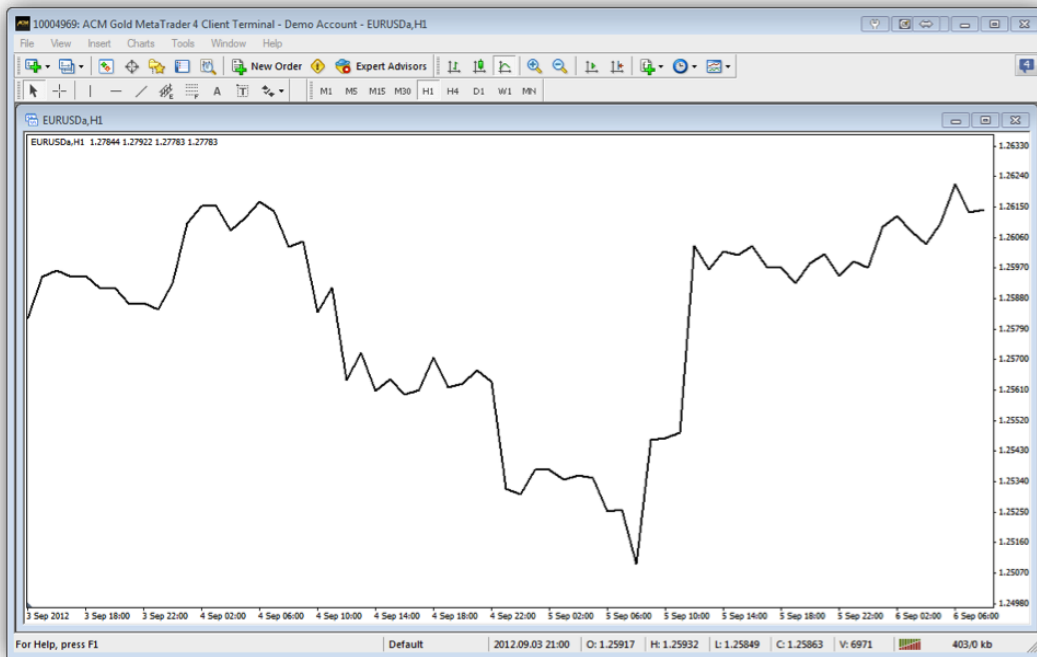 ACM 10004969: ACM Gold MetaTrader 4 Client Terminal - Demo Account - EURUSDa,H1
File View Insert Charts Tools Window Help
New Order Expert Advisors 4
E F A T M1 M5 M15 M30 H1 H4 D1 W1 MN
EURUSDa,H1
EURUSDa,H1 1.27844 1.27922 1.27783 1.27783
1.26330
1.26240
1.26150
1.26060
1.25970
1.25880
1.25790
1.25700
1.25610
1.25520
1.25430
1.25340
1.25250
1.25160
1.25070
1.24980
3 Sep 2012 3 Sep 18:00 3 Sep 22:00 4 Sep 02:00 4 Sep 06:00 4 Sep 10:00 4 Sep 14:00 4 Sep 18:00 4 Sep 22:00 5 Sep 02:00 5 Sep 06:00 5 Sep 10:00 5 Sep 14:00 5 Sep 18:00 5 Sep 22:00 6 Sep 02:00 6 Sep 06:00
For Help, press F1 Default 2012.09.03 21:00 O: 1.25917 H: 1.25932 L: 1.25849 C: 1.25863 V: 6971 403/0 kb